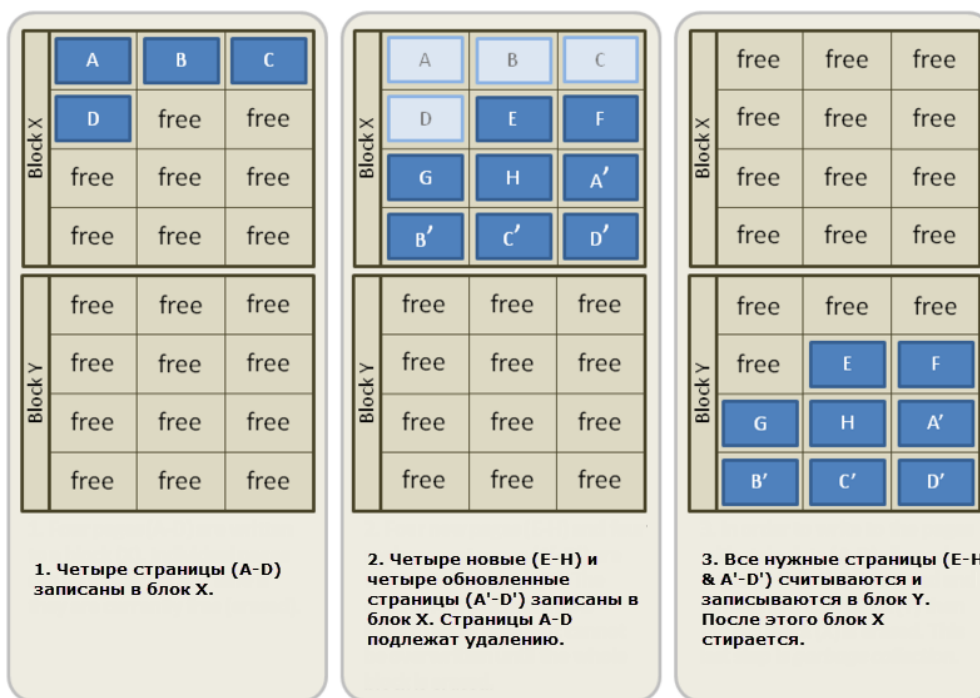 Block X
A B C
D free free
free free free
free free free
Block Y
free free free
free free free
free free free
free free free
1. Четыре страницы (A-D)
записаны в блок X.
Block X
A B C
D E F
G H A′
B′ C′ D′
Block Y
free free free
free free free
free free free
free free free
2. Четыре новые (E-H) и
четыре обновленные
страницы (A'-D') записаны в
блок X. Страницы A-D
подлежат удалению.
Block X
free free free
free free free
free free free
free free free
Block Y
free free free
free E F
G H A′
B′ C′ D′
3. Все нужные страницы (E-H
& A'-D') считываются и
записываются в блок Y.
После этого блок X
стирается.